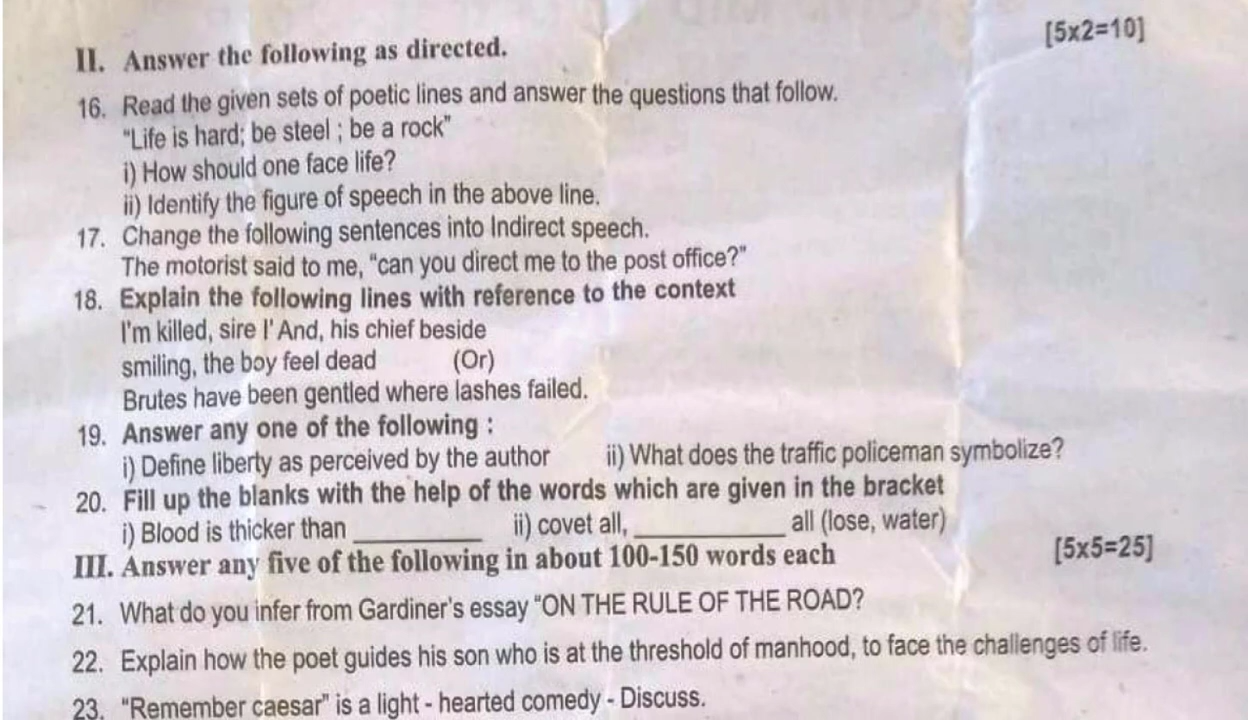 II. Answer the following as directed. [5x2=10]
16. Read the given sets of poetic lines and answer the questions that follow.
"Life is hard; be steel ; be a rock"
i) How should one face life?
ii) Identify the figure of speech in the above line.
17. Change the following sentences into Indirect speech.
The motorist said to me, "can you direct me to the post office?"
18. Explain the following lines with reference to the context
I'm killed, sire I' And, his chief beside
smiling, the boy feel dead (Or)
Brutes have been gentled where lashes failed.
19. Answer any one of the following :
i) Define liberty as perceived by the author ii) What does the traffic policeman symbolize?
20. Fill up the blanks with the help of the words which are given in the bracket
i) Blood is thicker than __________ ii) covet all, ____________ all (lose, water)
III. Answer any five of the following in about 100-150 words each [5x5=25]
21. What do you infer from Gardiner's essay "ON THE RULE OF THE ROAD?
22. Explain how the poet guides his son who is at the threshold of manhood, to face the challenges of life.
23. "Remember caesar" is a light - hearted comedy - Discuss.